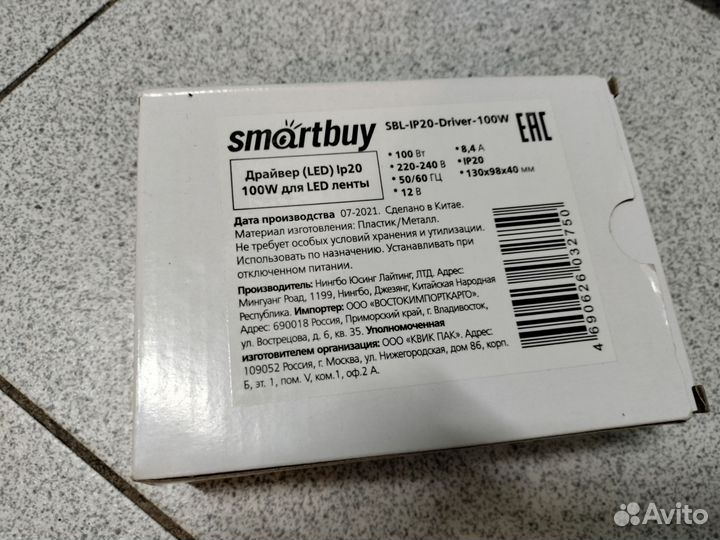 smartbuy
SBL-IP20-Driver-100W
EAC
Драйвер (LED) Ip20
100W для LED ленты
• 100 Вт
• 220-240 В
• 50/60 ГЦ
• 12 В
• 8,4 А
• IP20
• 130x98x40 мм
Дата производства 07-2021. Сделано в Китае.
Материал изготовления: Пластик/Металл.
Не требует особых условий хранения и утилизации.
Использовать по назначению. Устанавливать при
отключенном питании.
Производитель: Нингбо Юсинг Лайтинг, ЛТД. Адрес:
Мингуанг Роад, 1199, Нингбо, Джезянг, Китайская Народная
Республика. Импортер: ООО «ВОСТОКИМПОРТКАРГО».
Адрес: 690018 Россия, Приморский край, г. Владивосток,
ул. Вострецова, д. 6, кв. 35. Уполномоченная
изготовителем организация: ООО «КВИК ПАК». Адрес:
109052 Россия, г. Москва, ул. Нижегородская, дом 86, корп.
Б, эт. 1, пом. V, ком.1, оф.2 А.
4 690626 032750
Avito